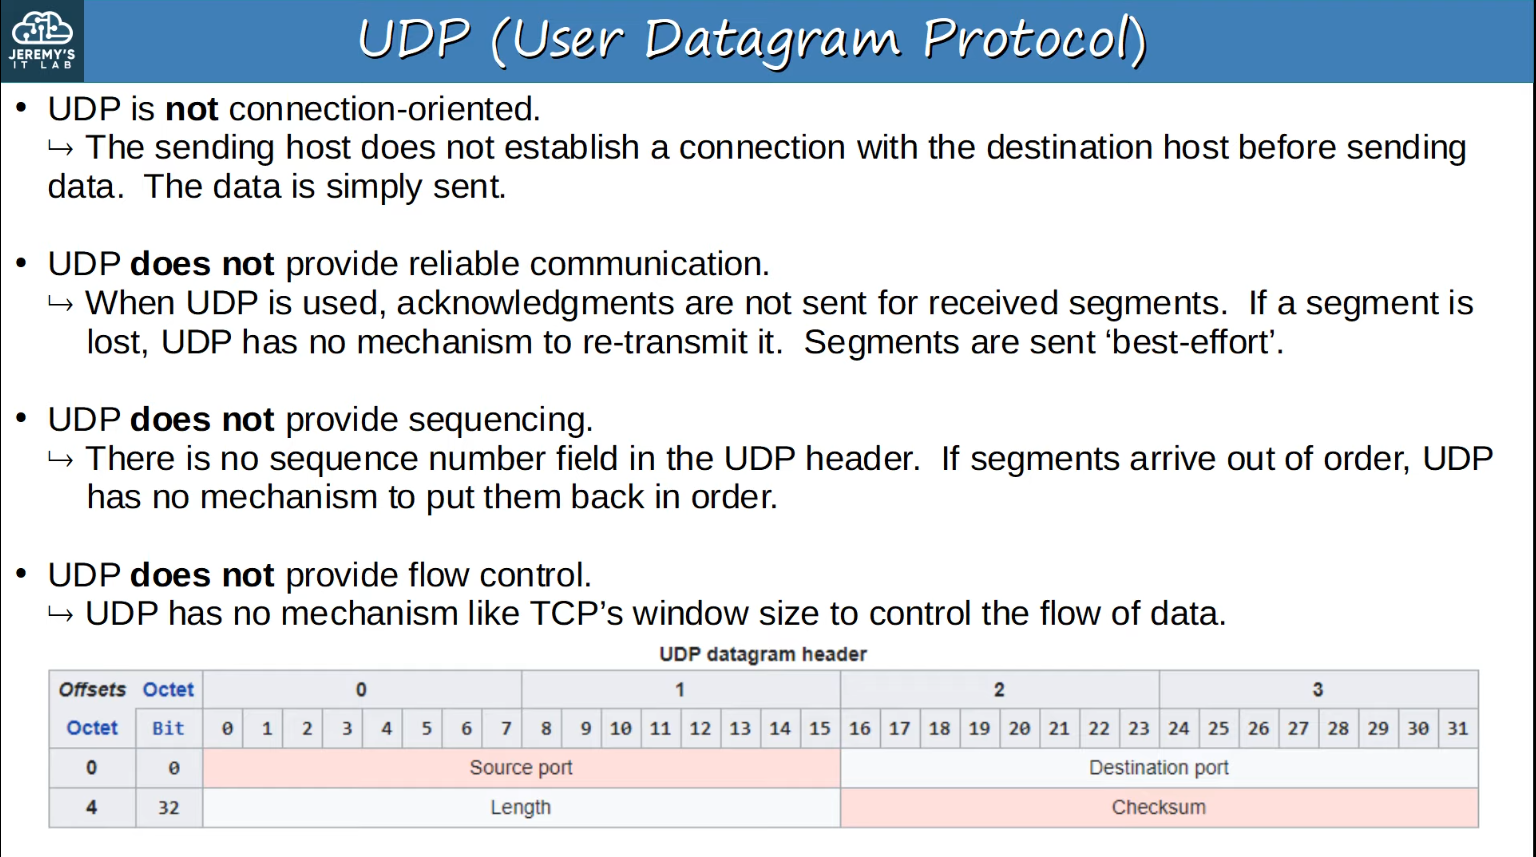 JEREMY'S
IT LAB
UDP (User Datagram Protocol)
• UDP is not connection-oriented.
↳ The sending host does not establish a connection with the destination host before sending
data.  The data is simply sent.
• UDP does not provide reliable communication.
↳ When UDP is used, acknowledgments are not sent for received segments.  If a segment is
lost, UDP has no mechanism to re-transmit it.  Segments are sent ‘best-effort’.
• UDP does not provide sequencing.
↳ There is no sequence number field in the UDP header.  If segments arrive out of order, UDP
has no mechanism to put them back in order.
• UDP does not provide flow control.
↳ UDP has no mechanism like TCP’s window size to control the flow of data.
UDP datagram header
Offsets Octet 0 1 2 3
Octet Bit 0 1 2 3 4 5 6 7 8 9 10 11 12 13 14 15 16 17 18 19 20 21 22 23 24 25 26 27 28 29 30 31
0 0 Source port Destination port
4 32 Length Checksum